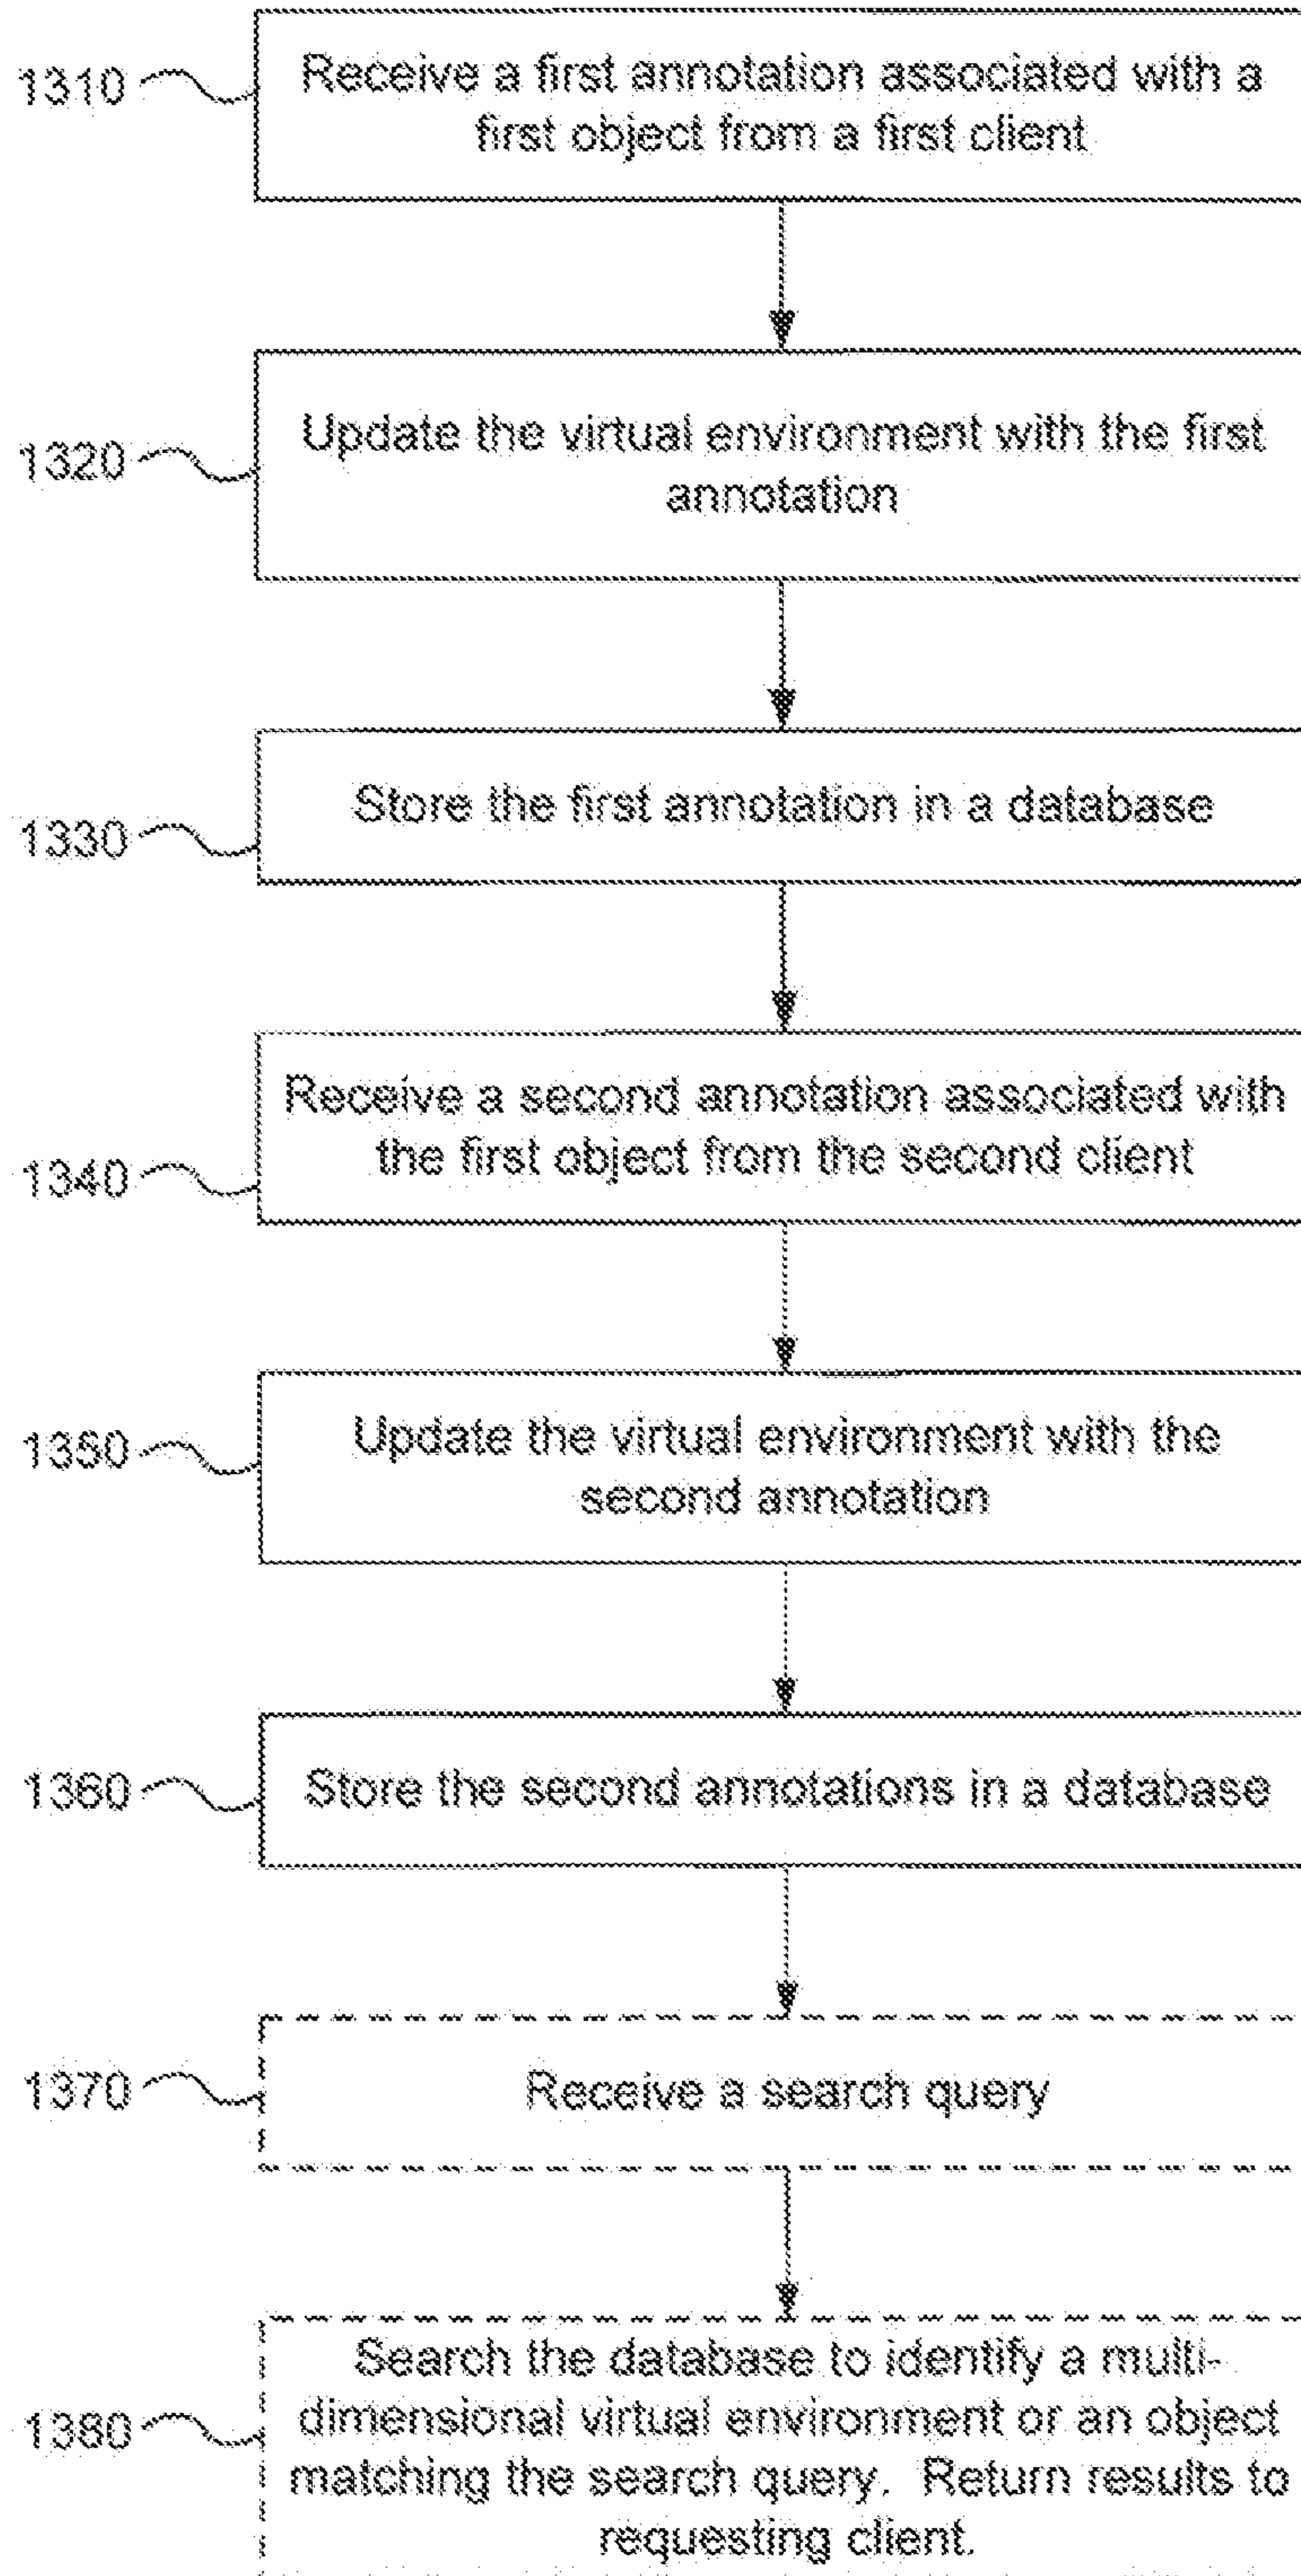 1310
Receive a first annotation associated with a
first object from a first client
1320
Update the virtual environment with the first
annotation
1330
Store the first annotation in a database
1340
Receive a second annotation associated with
the first object from the second client
1350
Update the virtual environment with the
second annotation
1360
Store the second annotations in a database
1370
Receive a search query
1380
Search the database to identify a multi-
dimensional virtual environment or an object
matching the search query. Return results to
requesting client.